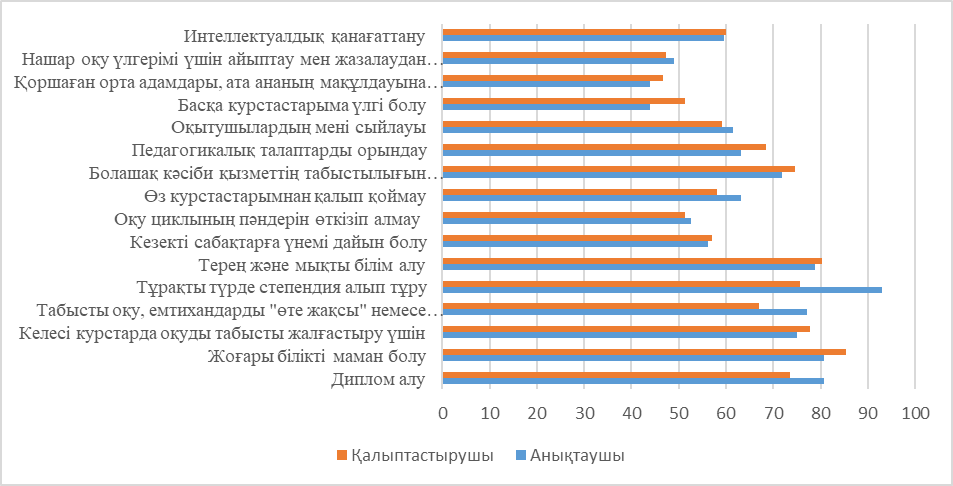 Интеллектуалдық қанағаттану
Нашар оқу үлгерімі үшін айыптау мен жазалаудан…
Қоршаған орта адамдары, ата ананың мақұлдауына…
Басқа курстастарыма үлгі болу
Оқытушылардың мені сыйлауы
Педагогикалық талаптарды орындау
Болашақ кәсіби қызметтің табыстылығын…
Өз курстастарымнан қалып қоймау
Оқу циклының пәндерін өткізіп алмау
Кезекті сабақтарға үнемі дайын болу
Терең және мықты білім алу
Тұрақты түрде степендия алып тұру
Табысты оқу, емтихандарды "өте жақсы" немесе…
Келесі курстарда оқуды табысты жалғастыру үшін
Жоғары білікті маман болу
Диплом алу
0 10 20 30 40 50 60 70 80 90 100
Қалыптастырушы Анықтаушы